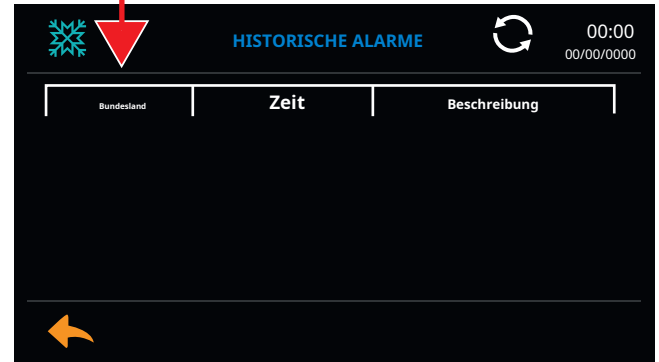 HISTORISCHE ALARME
00:00
00/00/0000
Bundesland Zeit Beschreibung